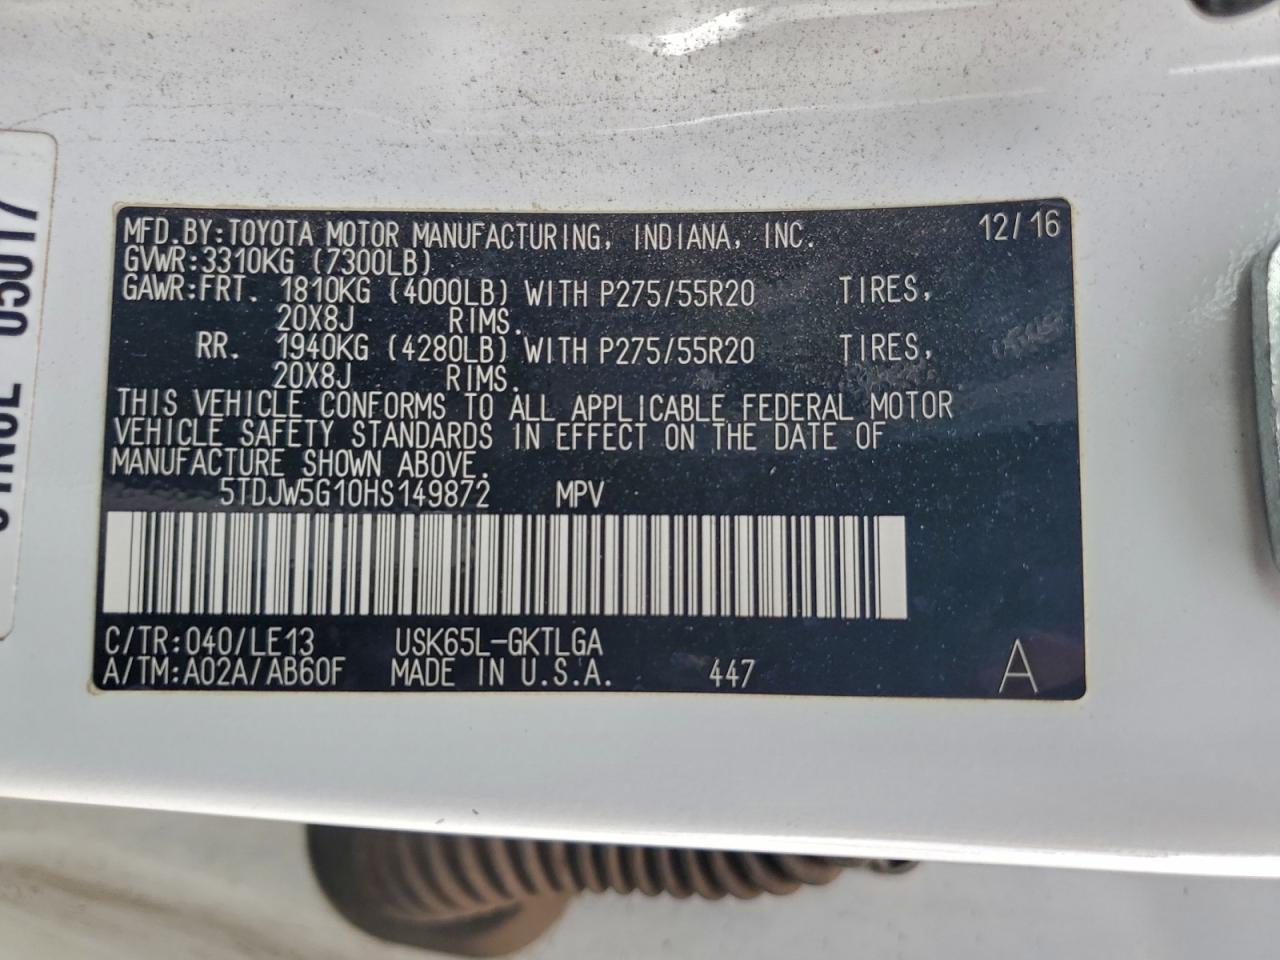 MFD.BY:TOYOTA MOTOR MANUFACTURING, INDIANA, INC. 12/16
GVWR:3310KG (7300LB)
GAWR:FRT. 1810KG (4000LB) WITH P275/55R20 TIRES,
20X8J RIMS.
RR. 1940KG (4280LB) WITH P275/55R20 TIRES,
20X8J RIMS.
THIS VEHICLE CONFORMS TO ALL APPLICABLE FEDERAL MOTOR
VEHICLE SAFETY STANDARDS IN EFFECT ON THE DATE OF
MANUFACTURE SHOWN ABOVE.
5TDJW5G10HS149872 MPV
C/TR:040/LE13 USK65L-GKTLGA
A/TM:A02A/AB60F MADE IN U.S.A. 447 A
05017